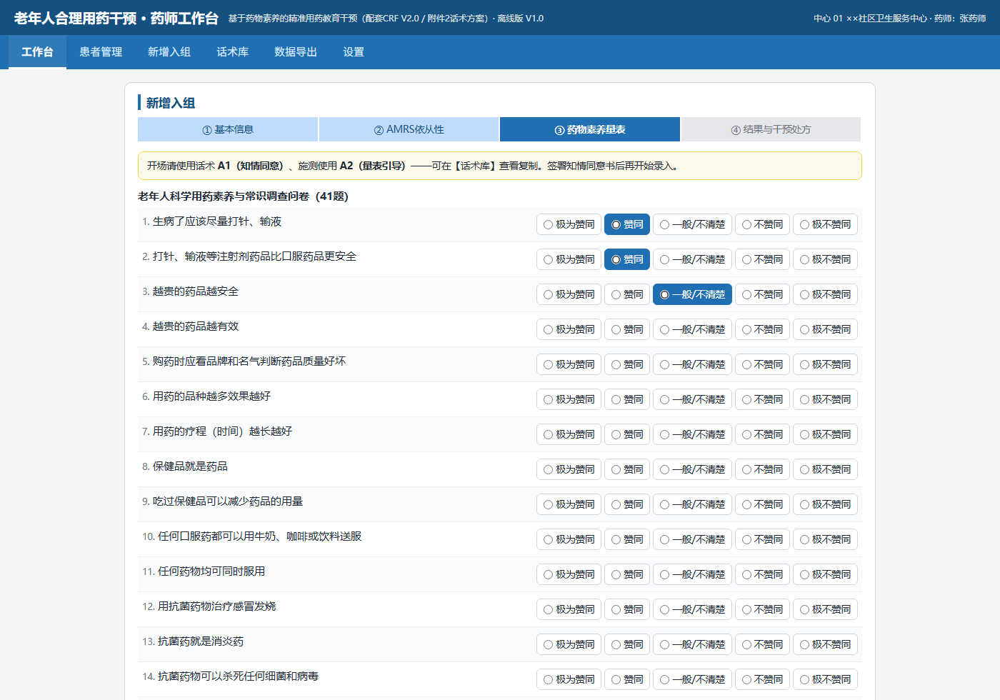 老年人合理用药干预 • 药师工作台 基于药物素养的精准用药教育干预（配套CRF V2.0 / 附件2话术方案）· 离线版 V1.0 中心 01 ××社区卫生服务中心 · 药师：张药师
工作台 患者管理 新增入组 话术库 数据导出 设置
新增入组
① 基本信息 ② AMRS依从性 ③ 药物素养量表 ④ 结果与干预处方
开场请使用话术 A1（知情同意）、施测使用 A2（量表引导）——可在【话术库】查看复制。签署知情同意书后再开始录入。
老年人科学用药素养与常识调查问卷（41题）
1. 生病了应该尽量打针、输液 极为赞同 赞同 一般/不清楚 不赞同 极不赞同
2. 打针、输液等注射剂药品比口服药品更安全 极为赞同 赞同 一般/不清楚 不赞同 极不赞同
3. 越贵的药品越安全 极为赞同 赞同 一般/不清楚 不赞同 极不赞同
4. 越贵的药品越有效 极为赞同 赞同 一般/不清楚 不赞同 极不赞同
5. 购药时应看品牌和名气判断药品质量好坏 极为赞同 赞同 一般/不清楚 不赞同 极不赞同
6. 用药的品种越多效果越好 极为赞同 赞同 一般/不清楚 不赞同 极不赞同
7. 用药的疗程（时间）越长越好 极为赞同 赞同 一般/不清楚 不赞同 极不赞同
8. 保健品就是药品 极为赞同 赞同 一般/不清楚 不赞同 极不赞同
9. 吃过保健品可以减少药品的用量 极为赞同 赞同 一般/不清楚 不赞同 极不赞同
10. 任何口服药都可以用牛奶、咖啡或饮料送服 极为赞同 赞同 一般/不清楚 不赞同 极不赞同
11. 任何药物均可同时服用 极为赞同 赞同 一般/不清楚 不赞同 极不赞同
12. 用抗菌药物治疗感冒发烧 极为赞同 赞同 一般/不清楚 不赞同 极不赞同
13. 抗菌药就是消炎药 极为赞同 赞同 一般/不清楚 不赞同 极不赞同
14. 抗菌药物可以杀死任何细菌和病毒 极为赞同 赞同 一般/不清楚 不赞同 极不赞同